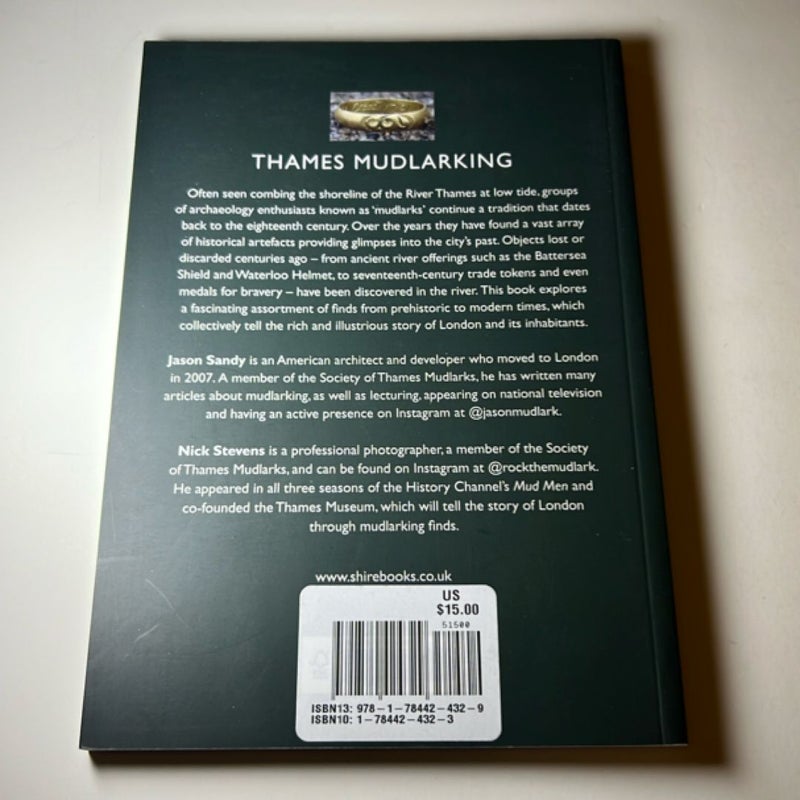 THAMES MUDLARKING
Often seen combing the shoreline of the River Thames at low tide, groups
of archaeology enthusiasts known as 'mudlarks' continue a tradition that dates
back to the eighteenth century. Over the years they have found a vast array
of historical artefacts providing glimpses into the city's past. Objects lost or
discarded centuries ago – from ancient river offerings such as the Battersea
Shield and Waterloo Helmet, to seventeenth-century trade tokens and even
medals for bravery – have been discovered in the river. This book explores
a fascinating assortment of finds from prehistoric to modern times, which
collectively tell the rich and illustrious story of London and its inhabitants.
Jason Sandy is an American architect and developer who moved to London
in 2007. A member of the Society of Thames Mudlarks, he has written many
articles about mudlarking, as well as lecturing, appearing on national television
and having an active presence on Instagram at @jasonmudlark.
Nick Stevens is a professional photographer, a member of the Society
of Thames Mudlarks, and can be found on Instagram at @rockthemudlark.
He appeared in all three seasons of the History Channel's Mud Men and
co-founded the Thames Museum, which will tell the story of London
through mudlarking finds.
www.shirebooks.co.uk
US
$15.00
51500
ISBN13: 978-1-78442-432-9
ISBN10: 1-78442-432-3